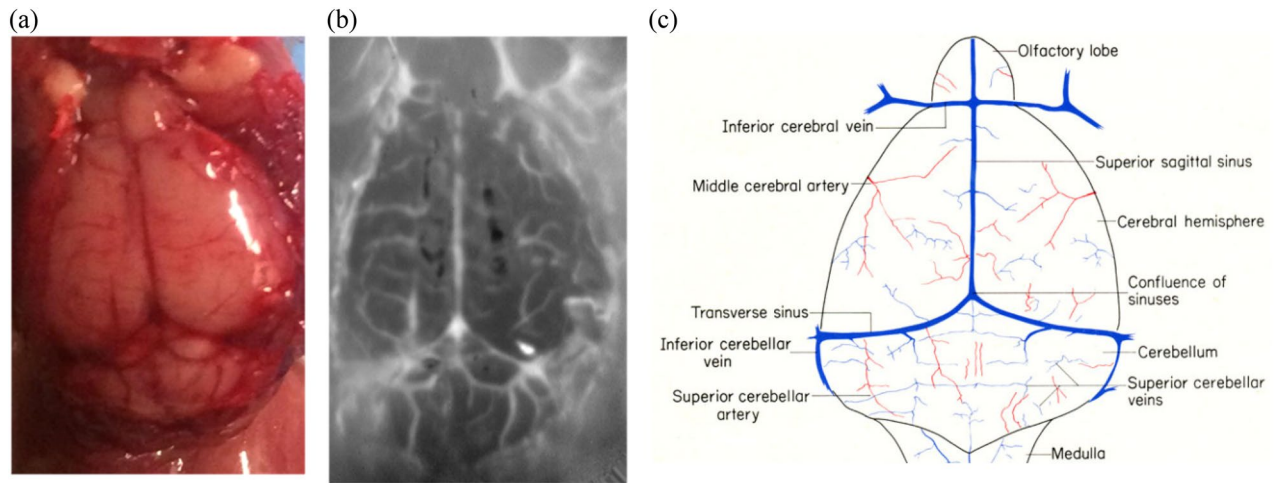 (a)
(b)
(c)
Olfactory lobe
Inferior cerebral vein
Superior sagittal sinus
Middle cerebral artery
Cerebral hemisphere
Confluence of
sinuses
Transverse sinus
Inferior cerebellar
vein
Cerebellum
Superior cerebellar
artery
Superior cerebellar
veins
Medulla